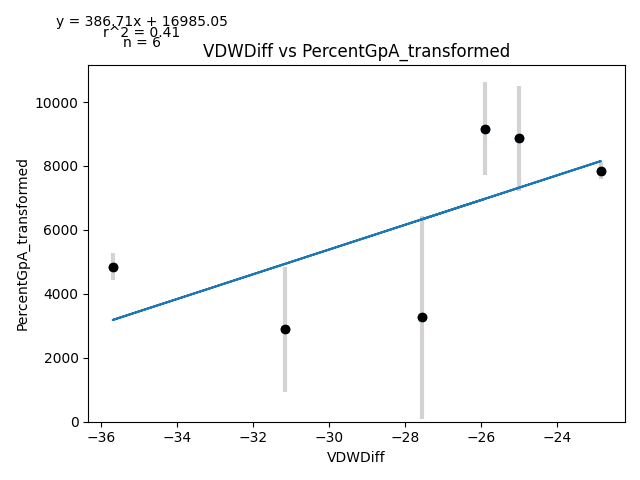 y = 386.71x + 16985.05
r^2 = 0.41
n = 6
VDWDiff vs PercentGpA_transformed
PercentGpA_transformed
10000
8000
6000
4000
2000
0
−36
−34
−32
−30
−28
−26
−24
VDWDiff